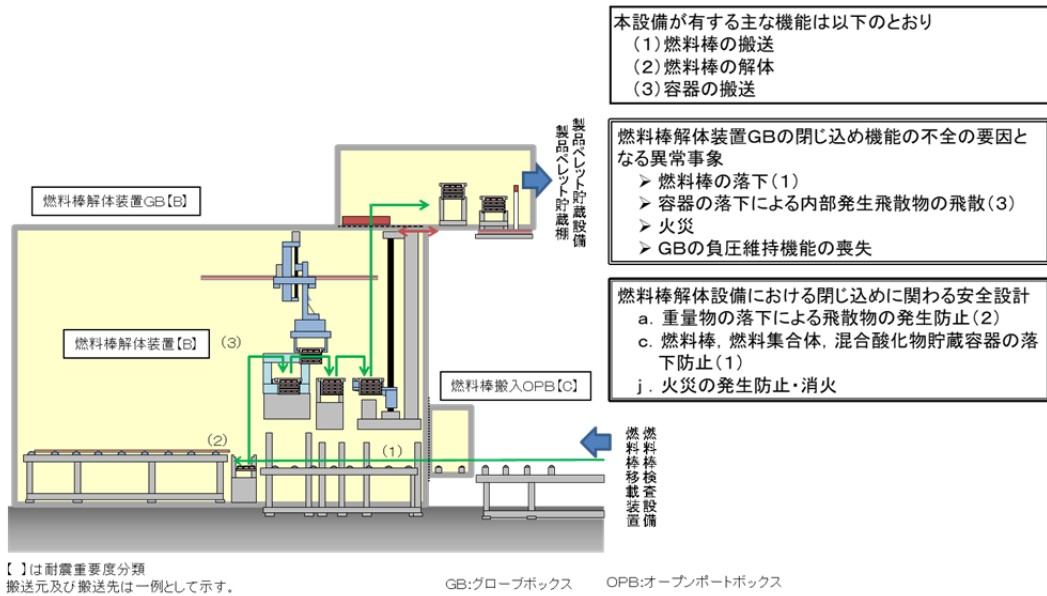 本設備が有する主な機能は以下のとおり
(1)燃料棒の搬送
(2)燃料棒の解体
(3)容器の搬送
燃料棒解体装置GBの閉じ込め機能の不全の要因と
なる異常事象
➢ 燃料棒の落下(1)
➢ 容器の落下による内部発生飛散物の飛散(3)
➢ 火災
➢ GBの負圧維持機能の喪失
燃料棒解体設備における閉じ込めに関わる安全設計
a. 重量物の落下による飛散物の発生防止(2)
c. 燃料棒，燃料集合体，混合酸化物貯蔵容器の落
下防止(1)
j. 火災の発生防止・消火
製品ペレット貯蔵設備
製品ペレット貯蔵棚
燃料棒解体装置GB【B】
燃料棒解体装置【B】
(3)
燃料棒搬入OPB【C】
(2)
(1)
燃料棒検査設備
燃料棒移載装置
【 】は耐震重要度分類
搬送元及び搬送先は一例として示す。
GB:グローブボックス
OPB:オープンポートボックス